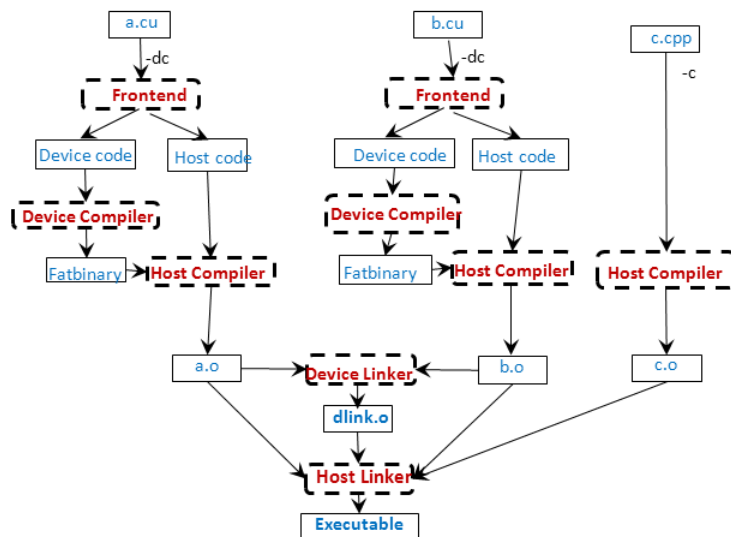 a.cu
b.cu
c.cpp
-dc
-dc
-c
Frontend
Frontend
Device code
Host code
Device code
Host code
Device Compiler
Device Compiler
Fatbinary
Host Compiler
Fatbinary
Host Compiler
Host Compiler
a.o
Device Linker
b.o
c.o
dlink.o
Host Linker
Executable